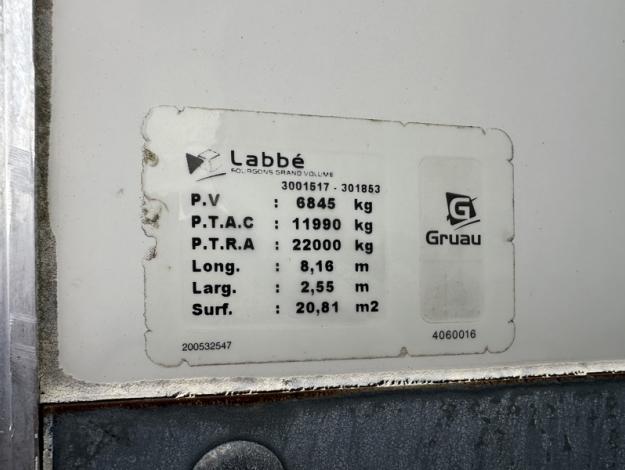 Labbé
FOURGONS GRAND VOLUME
3001517 - 301853
P.V : 6845 kg
P.T.A.C : 11990 kg
P.T.R.A : 22000 kg
Long. : 8,16 m
Larg. : 2,55 m
Surf. : 20,81 m2
200532547
G
Gruau
4060016